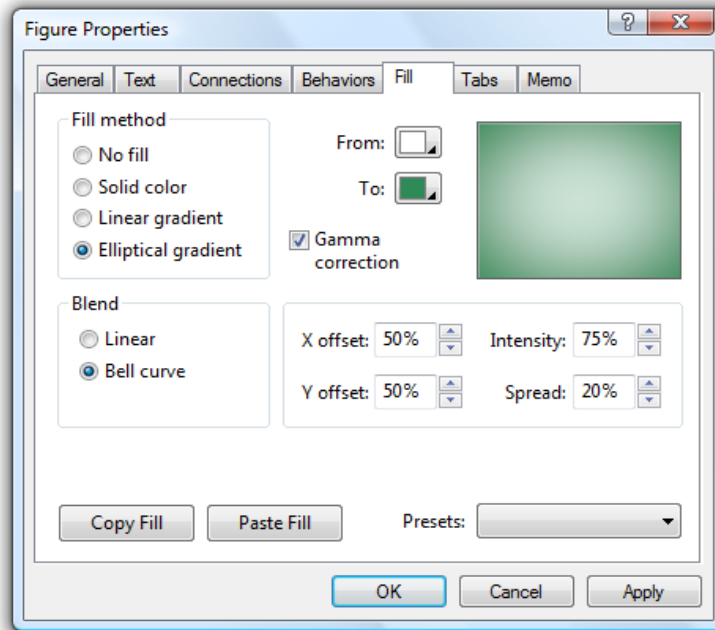 Figure Properties
?
General Text Connections Behaviors Fill Tabs Memo
Fill method
No fill
Solid color
Linear gradient
Elliptical gradient
From:
To:
Gamma
correction
Blend
Linear
Bell curve
X offset: 50% Intensity: 75%
Y offset: 50% Spread: 20%
Copy Fill Paste Fill Presets:
OK Cancel Apply